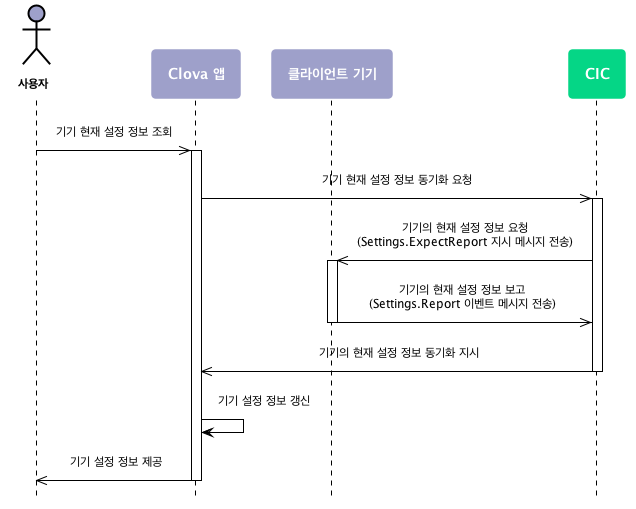 사용자
Clova 앱
클라이언트 기기
CIC
기기 현재 설정 정보 조회
기기 현재 설정 정보 동기화 요청
기기의 현재 설정 정보 요청
(Settings.ExpectReport 지시 메시지 전송)
기기의 현재 설정 정보 보고
(Settings.Report 이벤트 메시지 전송)
기기의 현재 설정 정보 동기화 지시
기기 설정 정보 갱신
기기 설정 정보 제공